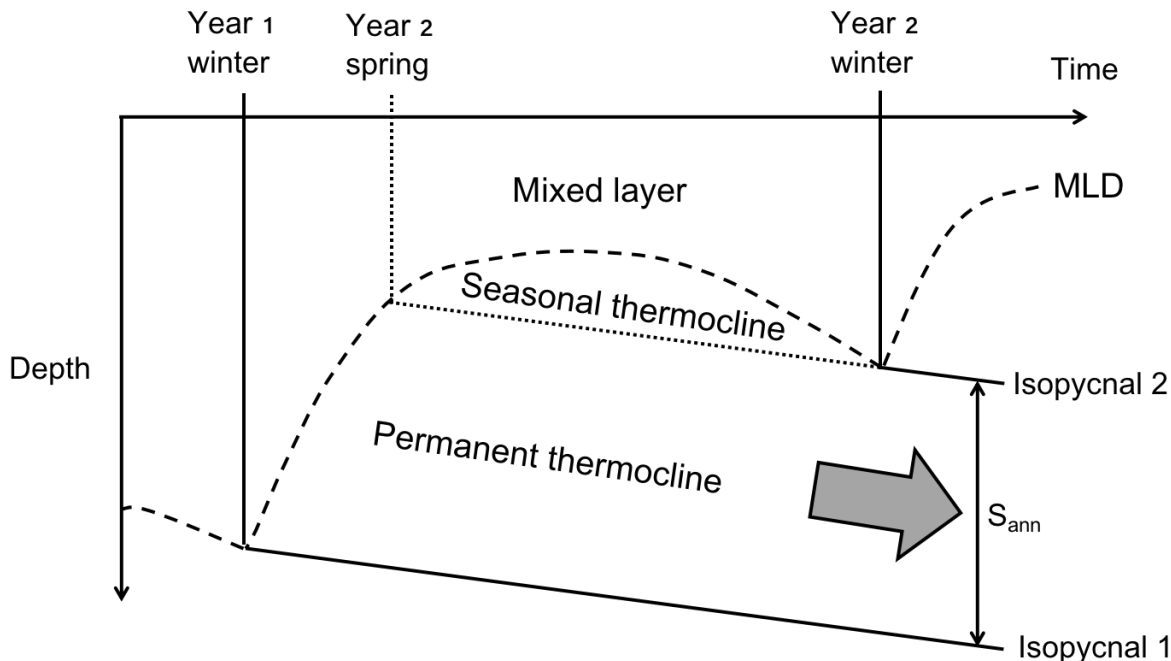 Year 1
winter
Year 2
spring
Year 2
winter
Time
Mixed layer
MLD
Seasonal thermocline
Depth
Isopycnal 2
Permanent thermocline
Sann
Isopycnal 1